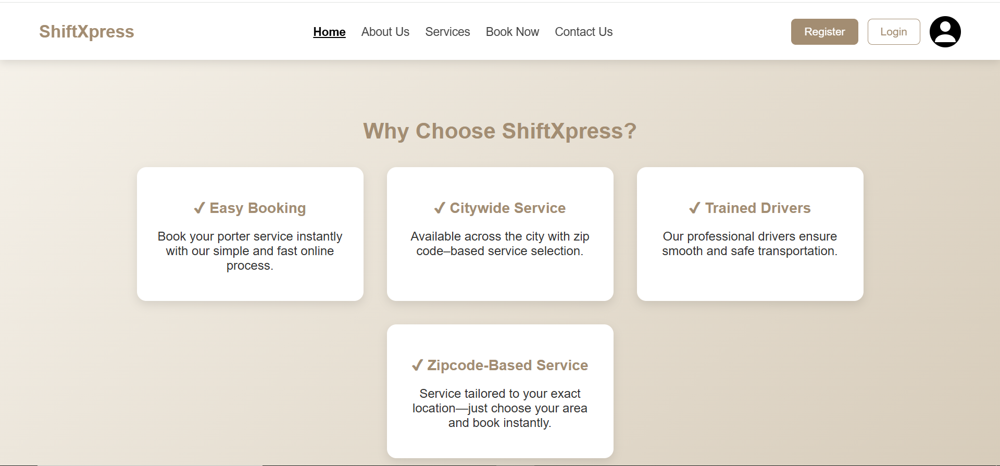 ShiftXpress
Home About Us Services Book Now Contact Us
Register Login
Why Choose ShiftXpress?
✔ Easy Booking
Book your porter service instantly
with our simple and fast online
process.
✔ Citywide Service
Available across the city with zip
code–based service selection.
✔ Trained Drivers
Our professional drivers ensure
smooth and safe transportation.
✔ Zipcode-Based Service
Service tailored to your exact
location—just choose your area
and book instantly.